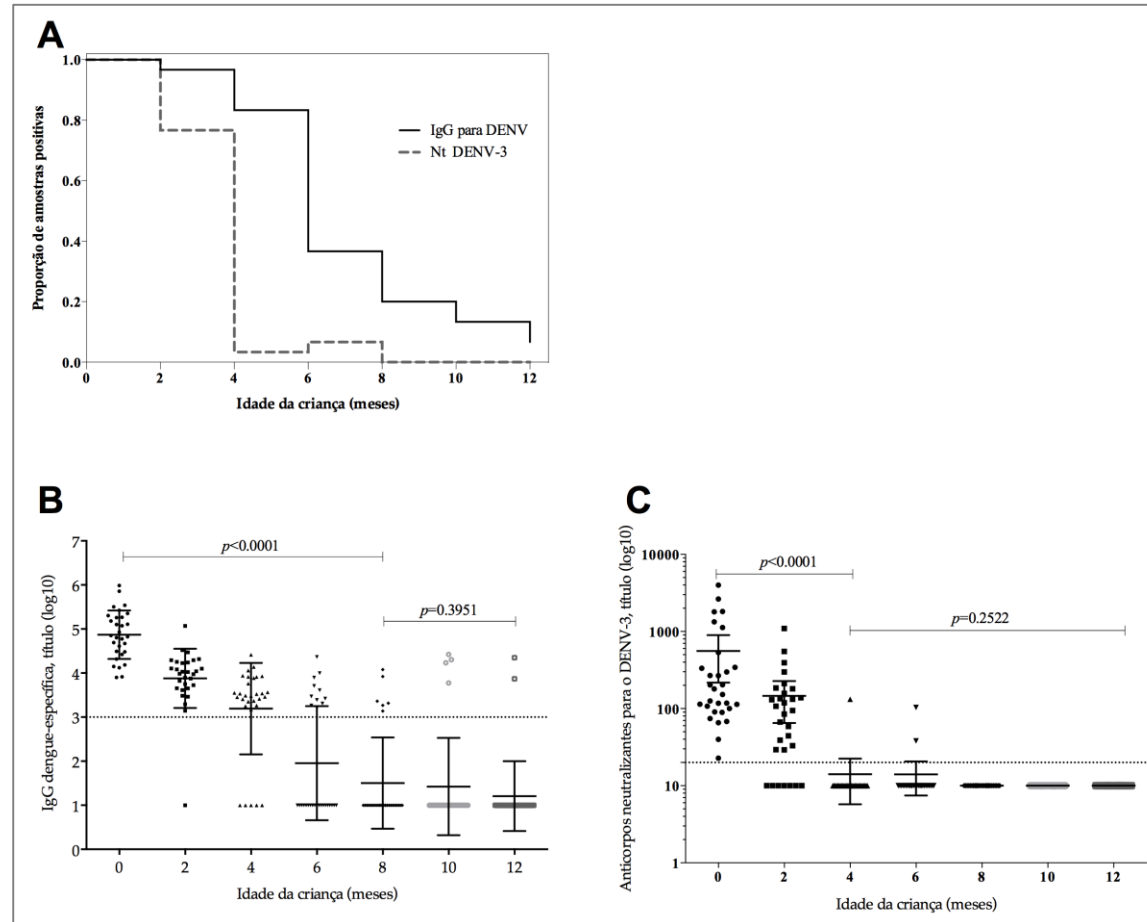 A
Proporção de amostras positivas
1.0
0.8
0.6
0.4
0.2
0.0
IgG para DENV
Nt DENV-3
0 2 4 6 8 10 12
Idade da criança (meses)
B
IgG dengue-específica, título (log10)
7
6
5
4
3
2
1
0
p<0.0001
p=0.3951
0 2 4 6 8 10 12
Idade da criança (meses)
C
Anticorpos neutralizantes para o DENV-3, título (log10)
10000
1000
100
10
1
p<0.0001
p=0.2522
0 2 4 6 8 10 12
Idade da criança (meses)